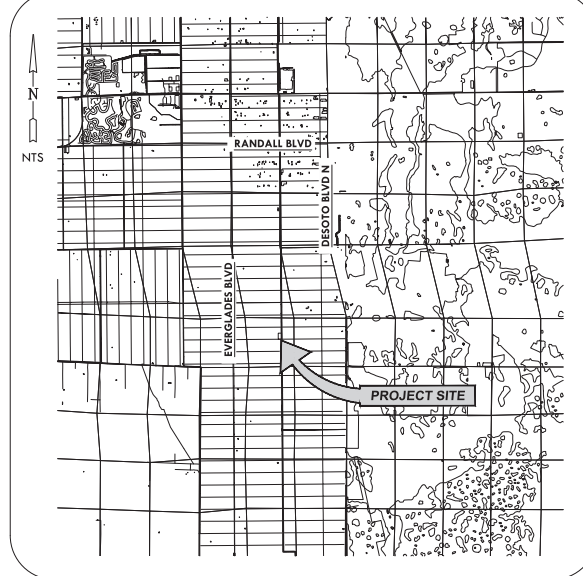 N
NTS
RANDALL BLVD
DESOTO BLVD N
EVERGLADES BLVD
PROJECT SITE